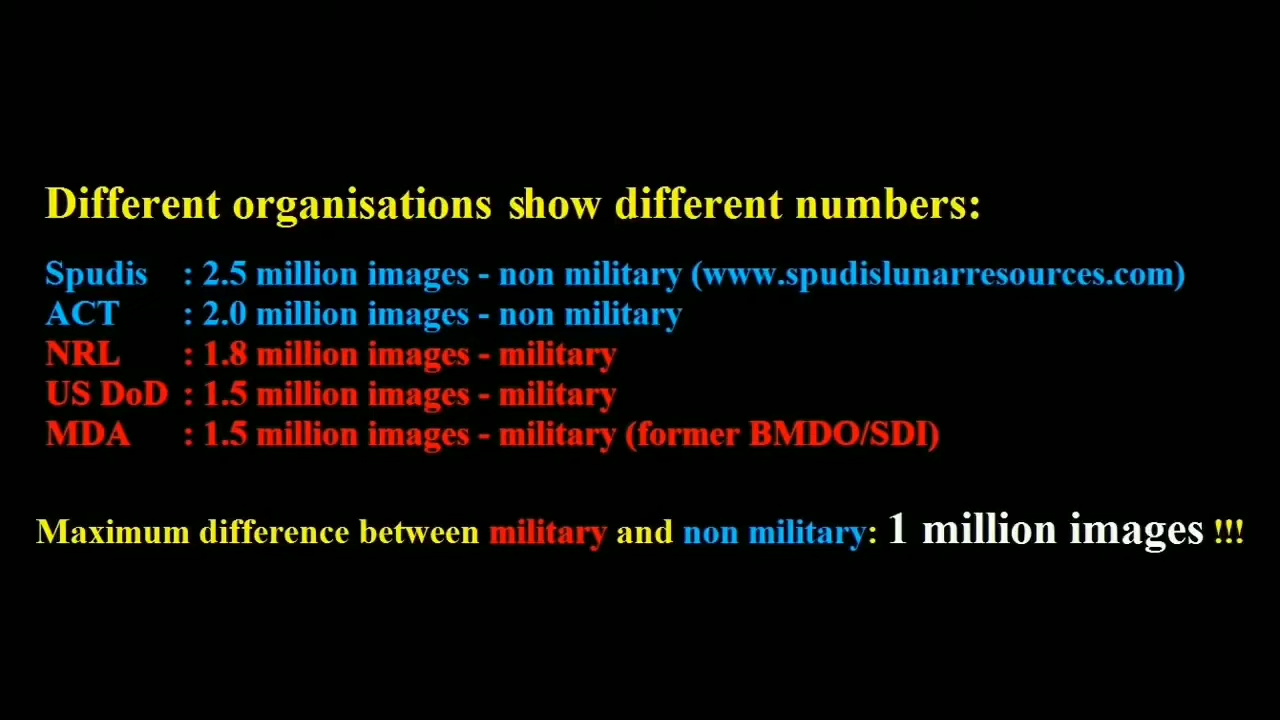 Different organisations show different numbers:
Spudis : 2.5 million images - non military (www.spudislunarresources.com)
ACT : 2.0 million images - non military
NRL : 1.8 million images - military
US DoD : 1.5 million images - military
MDA : 1.5 million images - military (former BMDO/SDI)
Maximum difference between military and non military: 1 million images !!!